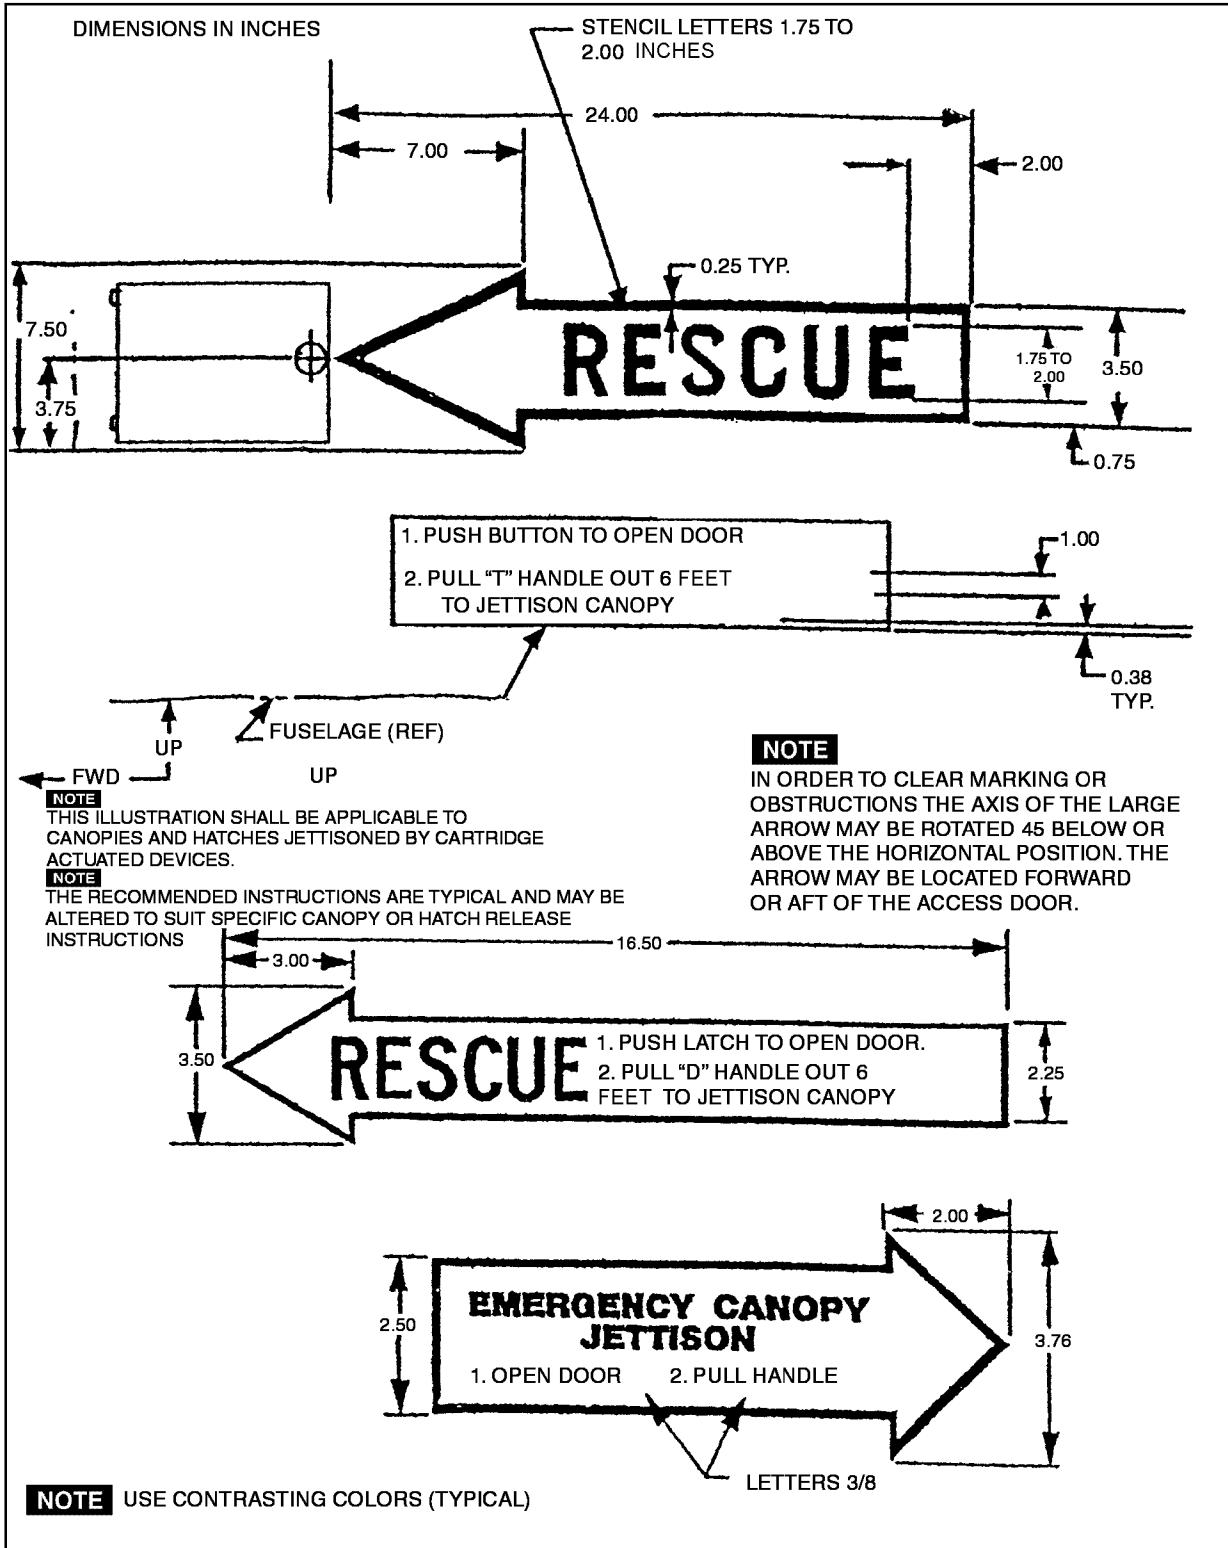 DIMENSIONS IN INCHES
STENCIL LETTERS 1.75 TO
2.00 INCHES
24.00
7.00
2.00
0.25 TYP.
7.50
3.75
RESCUE
1.75 TO
2.00
3.50
0.75
1. PUSH BUTTON TO OPEN DOOR
2. PULL "T" HANDLE OUT 6 FEET
TO JETTISON CANOPY
1.00
0.38
TYP.
FUSELAGE (REF)
UP
FWD
UP
NOTE
THIS ILLUSTRATION SHALL BE APPLICABLE TO
CANOPIES AND HATCHES JETTISONED BY CARTRIDGE
ACTUATED DEVICES.
NOTE
THE RECOMMENDED INSTRUCTIONS ARE TYPICAL AND MAY BE
ALTERED TO SUIT SPECIFIC CANOPY OR HATCH RELEASE
INSTRUCTIONS
NOTE
IN ORDER TO CLEAR MARKING OR
OBSTRUCTIONS THE AXIS OF THE LARGE
ARROW MAY BE ROTATED 45 BELOW OR
ABOVE THE HORIZONTAL POSITION. THE
ARROW MAY BE LOCATED FORWARD
OR AFT OF THE ACCESS DOOR.
16.50
3.00
3.50
RESCUE
1. PUSH LATCH TO OPEN DOOR.
2. PULL "D" HANDLE OUT 6
FEET TO JETTISON CANOPY
2.25
2.00
2.50
EMERGENCY CANOPY
JETTISON
1. OPEN DOOR 2. PULL HANDLE
3.76
LETTERS 3/8
NOTE USE CONTRASTING COLORS (TYPICAL)